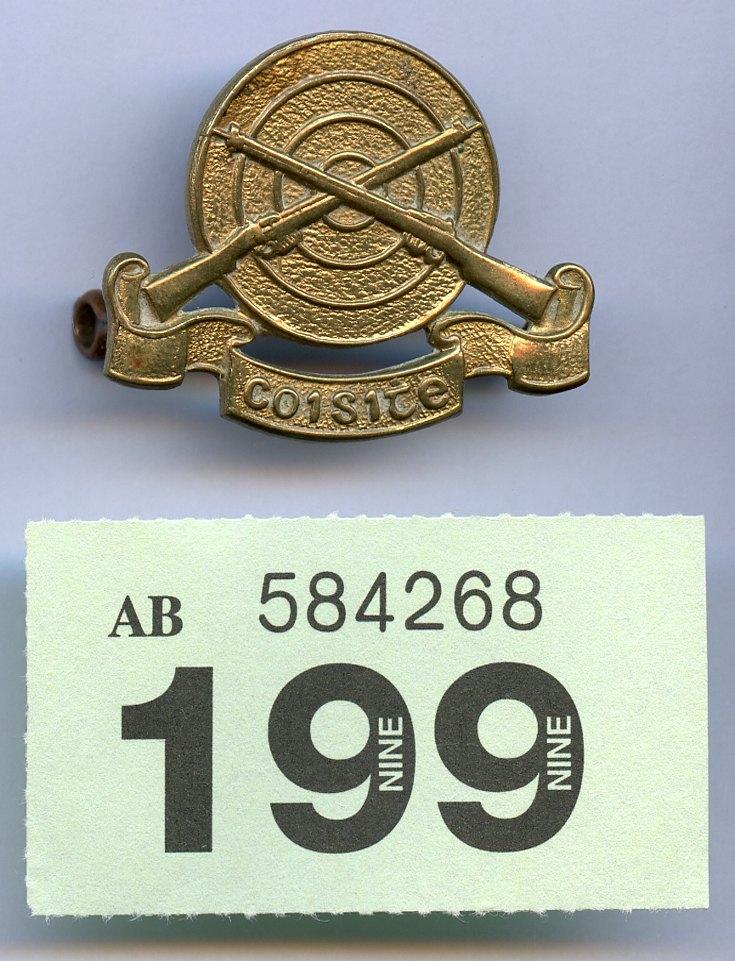 coisite
AB 584268
199
NINE
NINE